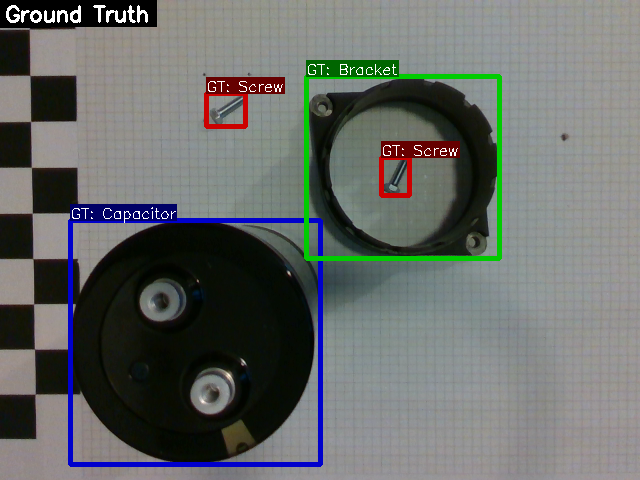 Ground Truth
GT: Bracket
GT: Screw
GT: Screw
GT: Capacitor